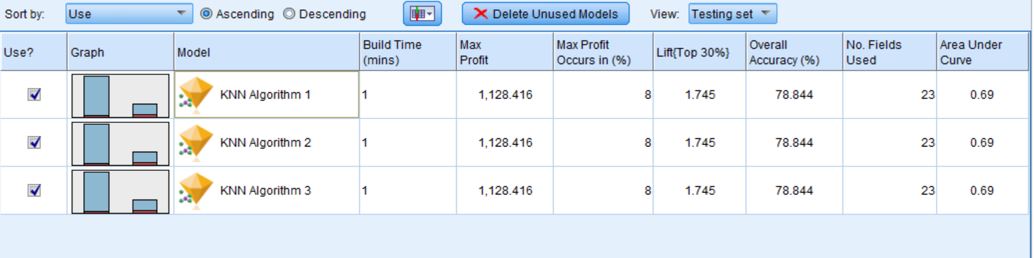 Sort by: Use Ascending Descending Delete Unused Models View: Testing set
Use? Graph Model Build Time (mins) Max Profit Max Profit Occurs in (%) Lift{Top 30%} Overall Accuracy (%) No. Fields Used Area Under Curve
KNN Algorithm 1 1 1,128.416 8 1.745 78.844 23 0.69
KNN Algorithm 2 1 1,128.416 8 1.745 78.844 23 0.69
KNN Algorithm 3 1 1,128.416 8 1.745 78.844 23 0.69